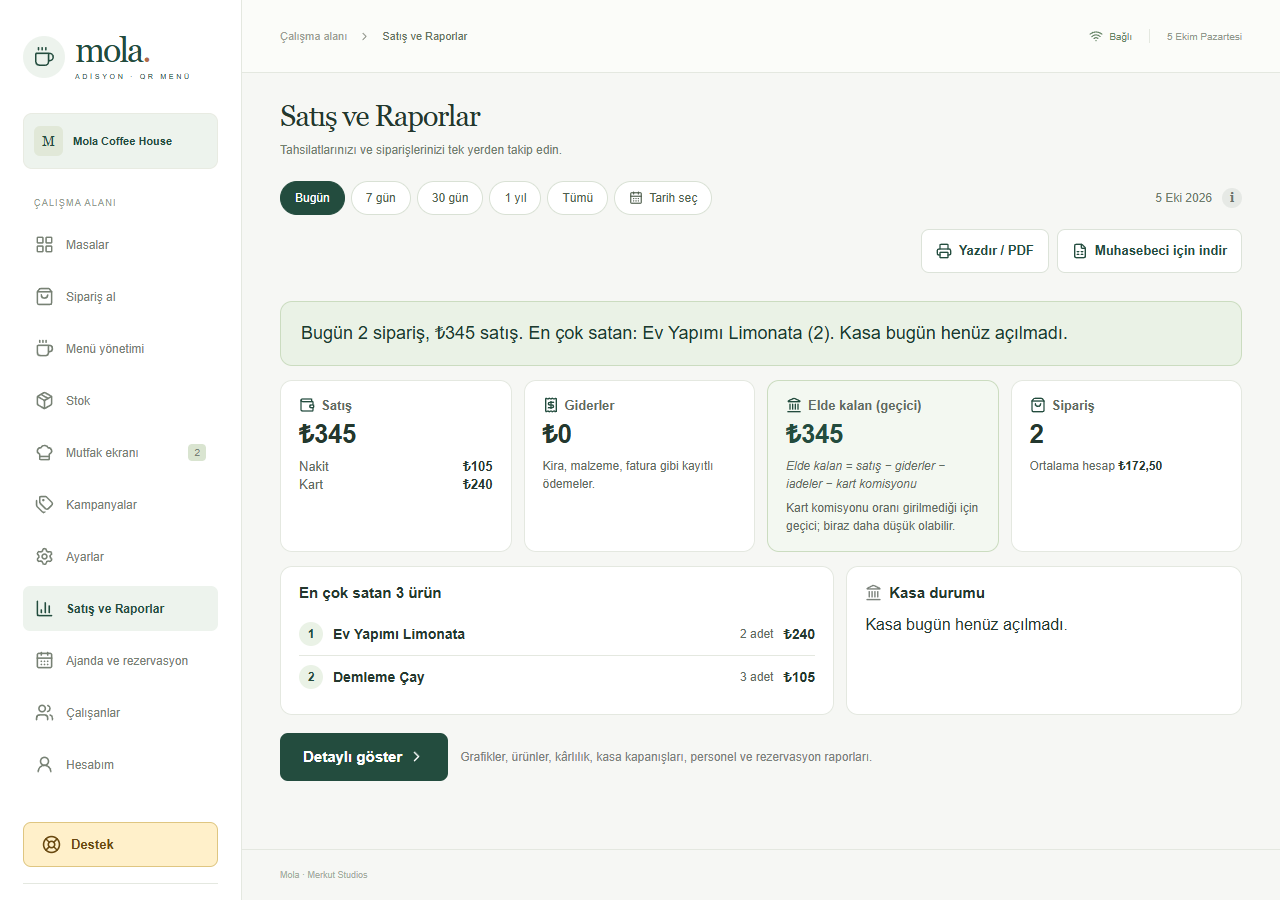 mola.
ADİSYON · QR MENÜ
M Mola Coffee House
ÇALIŞMA ALANI
Masalar
Sipariş al
Menü yönetimi
Stok
Mutfak ekranı 2
Kampanyalar
Ayarlar
Satış ve Raporlar
Ajanda ve rezervasyon
Çalışanlar
Hesabım
Destek
Çalışma alanı > Satış ve Raporlar
Bağlı 5 Ekim Pazartesi
Satış ve Raporlar
Tahsilatlarınızı ve siparişlerinizi tek yerden takip edin.
Bugün 7 gün 30 gün 1 yıl Tümü Tarih seç
5 Eki 2026 i
Yazdır / PDF Muhasebeci için indir
Bugün 2 sipariş, ₺345 satış. En çok satan: Ev Yapımı Limonata (2). Kasa bugün henüz açılmadı.
Satış
₺345
Nakit ₺105
Kart ₺240
Giderler
₺0
Kira, malzeme, fatura gibi kayıtlı
ödemeler.
Elde kalan (geçici)
₺345
Elde kalan = satış − giderler −
iadeler − kart komisyonu
Kart komisyonu oranı girilmediği için
geçici; biraz daha düşük olabilir.
Sipariş
2
Ortalama hesap ₺172,50
En çok satan 3 ürün
1 Ev Yapımı Limonata 2 adet ₺240
2 Demleme Çay 3 adet ₺105
Kasa durumu
Kasa bugün henüz açılmadı.
Detaylı göster >
Grafikler, ürünler, kârlılık, kasa kapanışları, personel ve rezervasyon raporları.
Mola · Merkut Studios